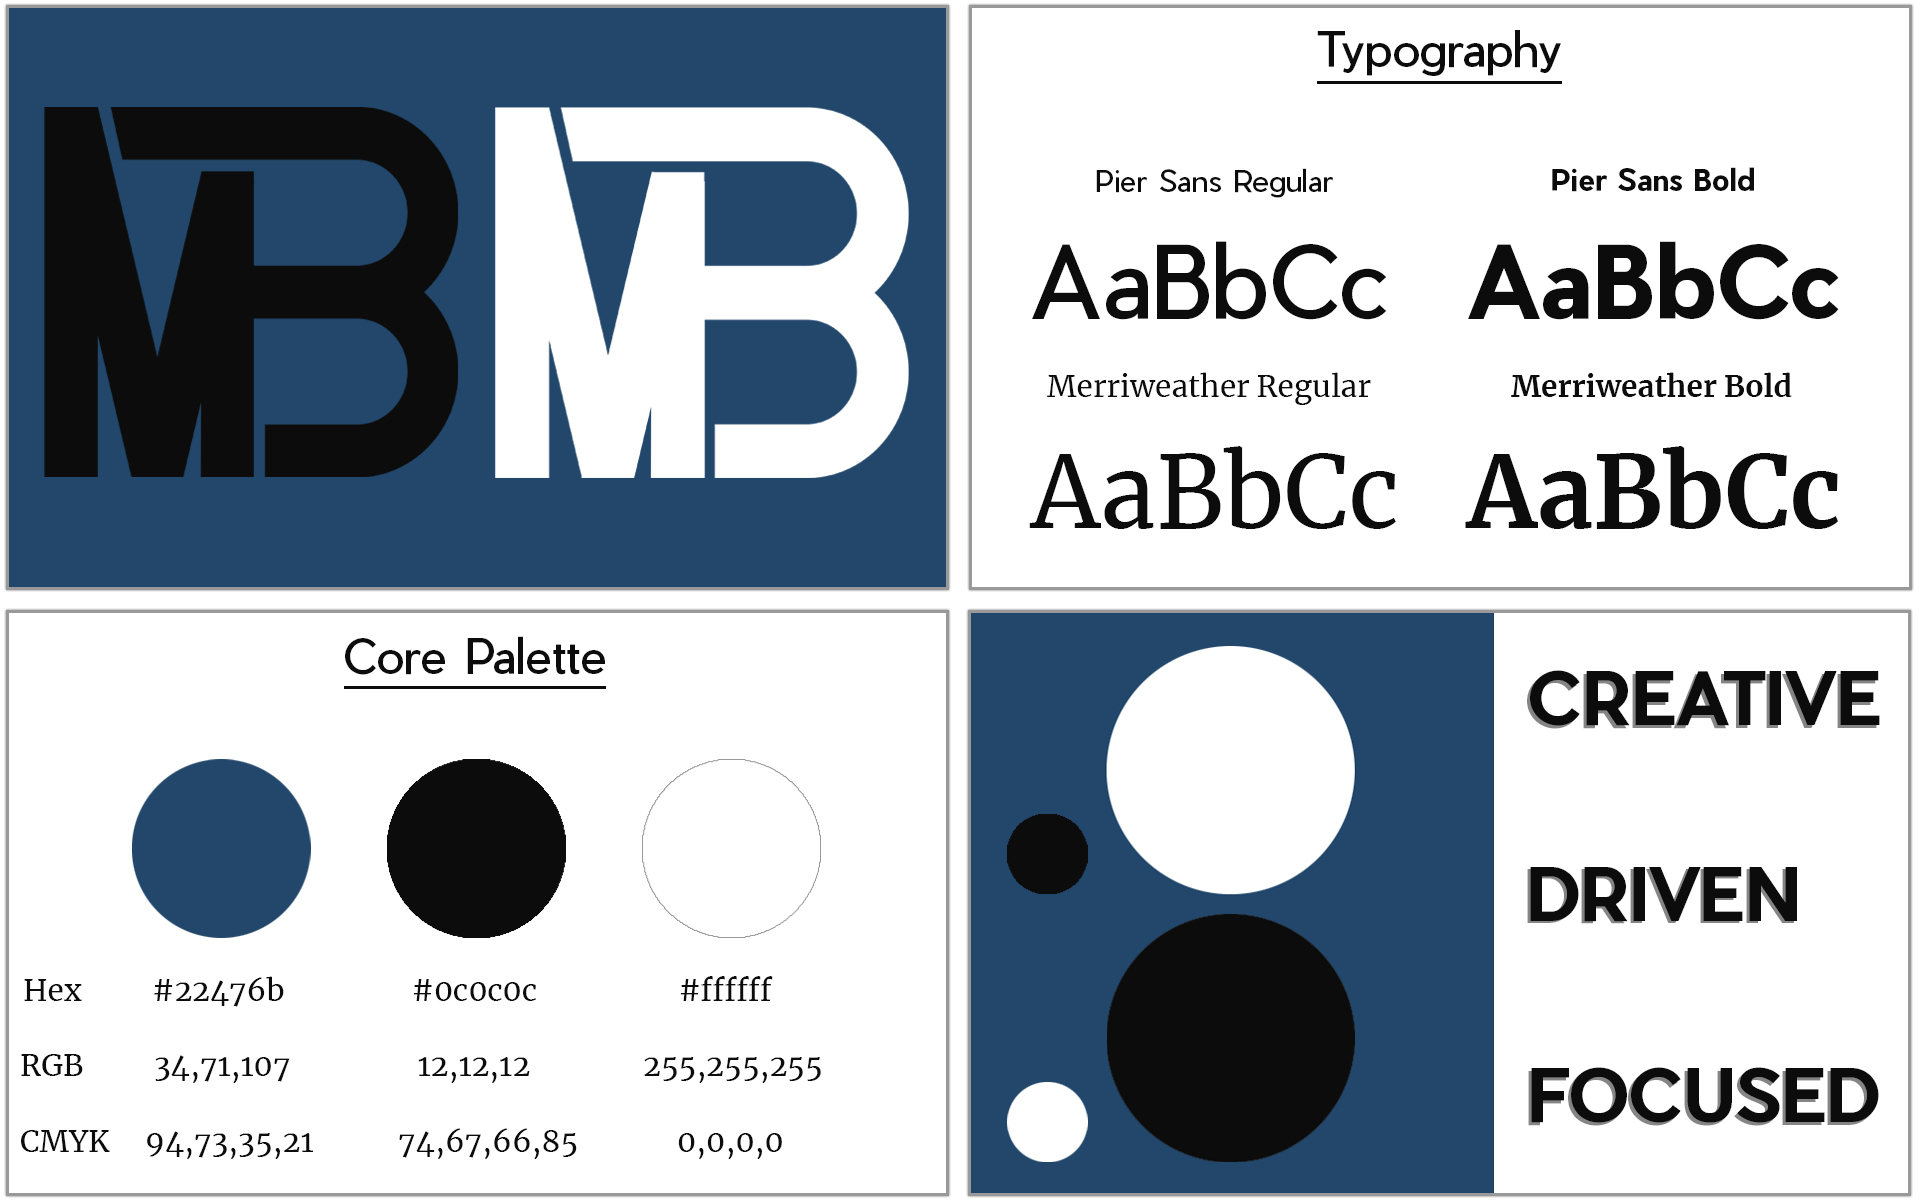 MB MB
Typography
Pier Sans Regular
Pier Sans Bold
AaBbCc
AaBbCc
Merriweather Regular
Merriweather Bold
AaBbCc
AaBbCc
Core Palette
Hex #22476b #0c0c0c #ffffff
RGB 34,71,107 12,12,12 255,255,255
CMYK 94,73,35,21 74,67,66,85 0,0,0,0
CREATIVE
DRIVEN
FOCUSED